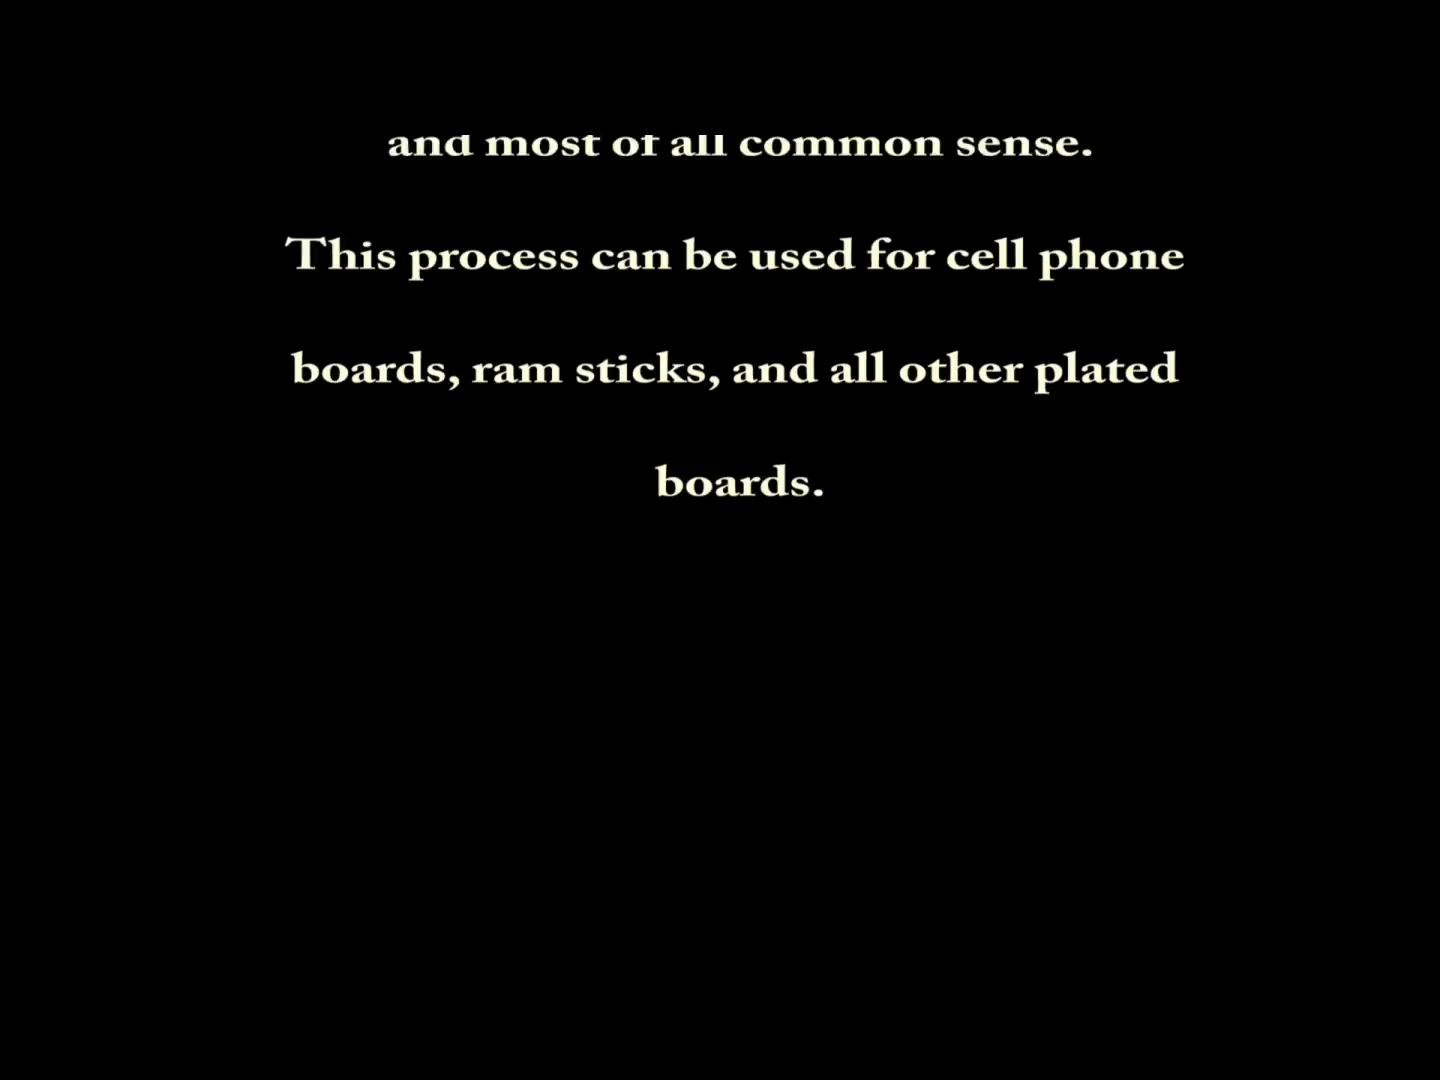 and most of all common sense.
This process can be used for cell phone
boards, ram sticks, and all other plated
boards.